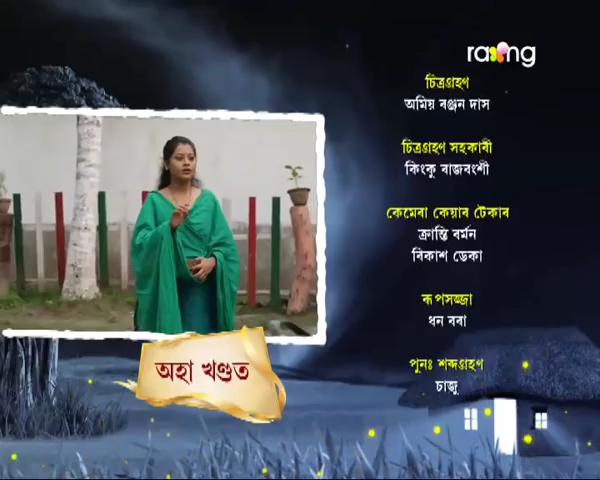 rang
চিত্ৰগ্ৰহণ
অমিয় ৰঞ্জন দাস
চিত্ৰগ্ৰহণ সহকাৰী
কিংকু ৰাজবংশী
কেমেৰা কেয়াৰ টেকাৰ
ক্ৰান্তি বৰ্মন
বিকাশ ডেকা
ৰূপসজ্জা
ধন বৰা
পুনঃ শব্দগ্ৰহণ
চাজু
অহা খণ্ডত